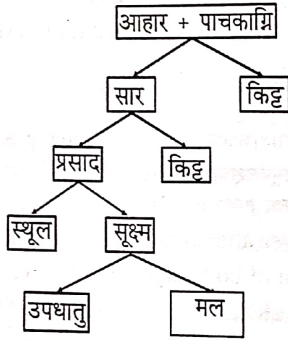 आहार + पाचकाग्नि
सार किट्ट
प्रसाद किट्ट
स्थूल सूक्ष्म
उपधातु मल